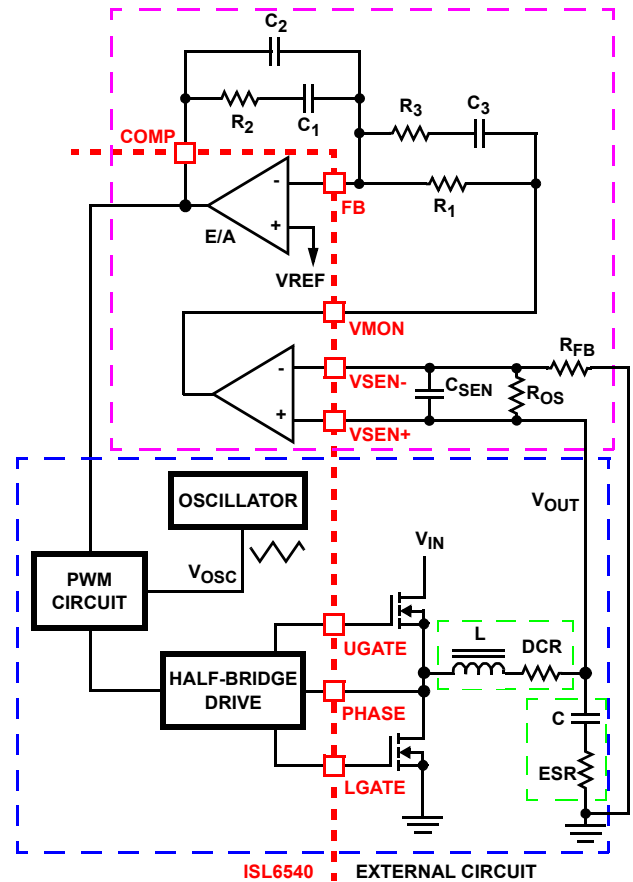 C2
R2
C1
R3
C3
COMP
-
FB
R1
+
E/A
VREF
VMON
RFB
-
VSEN-
CSEN
ROS
+
VSEN+
OSCILLATOR
VOUT
VIN
PWM
CIRCUIT
VOSC
L
DCR
UGATE
HALF-BRIDGE
DRIVE
PHASE
C
ESR
LGATE
ISL6540
EXTERNAL CIRCUIT